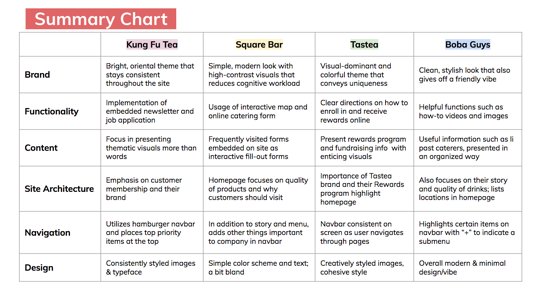 Summary Chart
Kung Fu Tea
Square Bar
Tastea
Boba Guys
Brand
Bright, oriental theme that
stays consistent
throughout the site
Simple, modern look with
high-contrast visuals that
reduces cognitive workload
Visual-dominant and
colorful theme that
conveys uniqueness
Clean, stylish look that also
gives off a friendly vibe
Functionality
Implementation of
embedded newsletter and
job application
Usage of interactive map and
online catering form
Clear directions on how to
enroll in and receive
rewards online
Helpful functions such as
how-to videos and images
Content
Focus in presenting
thematic visuals more than
words
Frequently visited forms
embedded on site as
interactive fill-out forms
Present rewards program
and fundraising info with
enticing visuals
Useful information such as li
past caterers, presented in
an organized way
Site Architecture
Emphasis on customer
membership and their
brand
Homepage focuses on quality
of products and why
customers should visit
Importance of Tastea
brand and their Rewards
program highlight
homepage
Also focuses on their story
and quality of drinks; lists
locations in homepage
Navigation
Utilizes hamburger navbar
and places top priority
items at the top
In addition to story and menu,
adds other things important
to company in navbar
Navbar consistent on
screen as user navigates
through pages
Highlights certain items on
navbar with "+" to indicate a
submenu
Design
Consistently styled images
& typeface
Simple color scheme and text;
a bit bland
Creatively styled images,
cohesive style
Overall modern & minimal
design/vibe